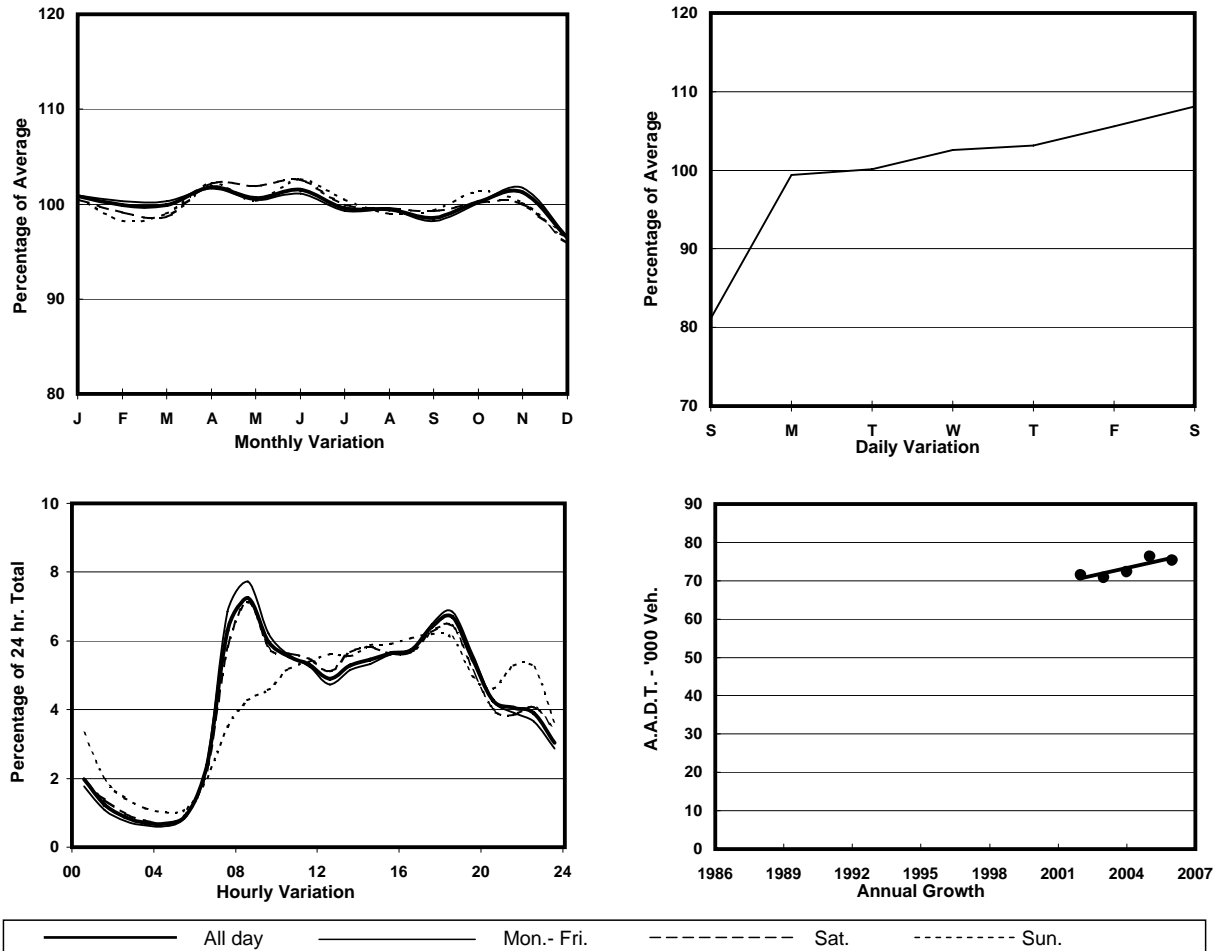 120
110
100
90
80
Percentage of Average
J F M A M J J A S O N D
Monthly Variation
120
110
100
90
80
70
Percentage of Average
S M T W T F S
Daily Variation
10
8
6
4
2
0
Percentage of 24 hr. Total
00 04 08 12 16 20 24
Hourly Variation
90
80
70
60
50
40
30
20
10
0
A.A.D.T. - '000 Veh.
1986 1989 1992 1995 1998 2001 2004 2007
Annual Growth
All day Mon.- Fri. Sat. Sun.